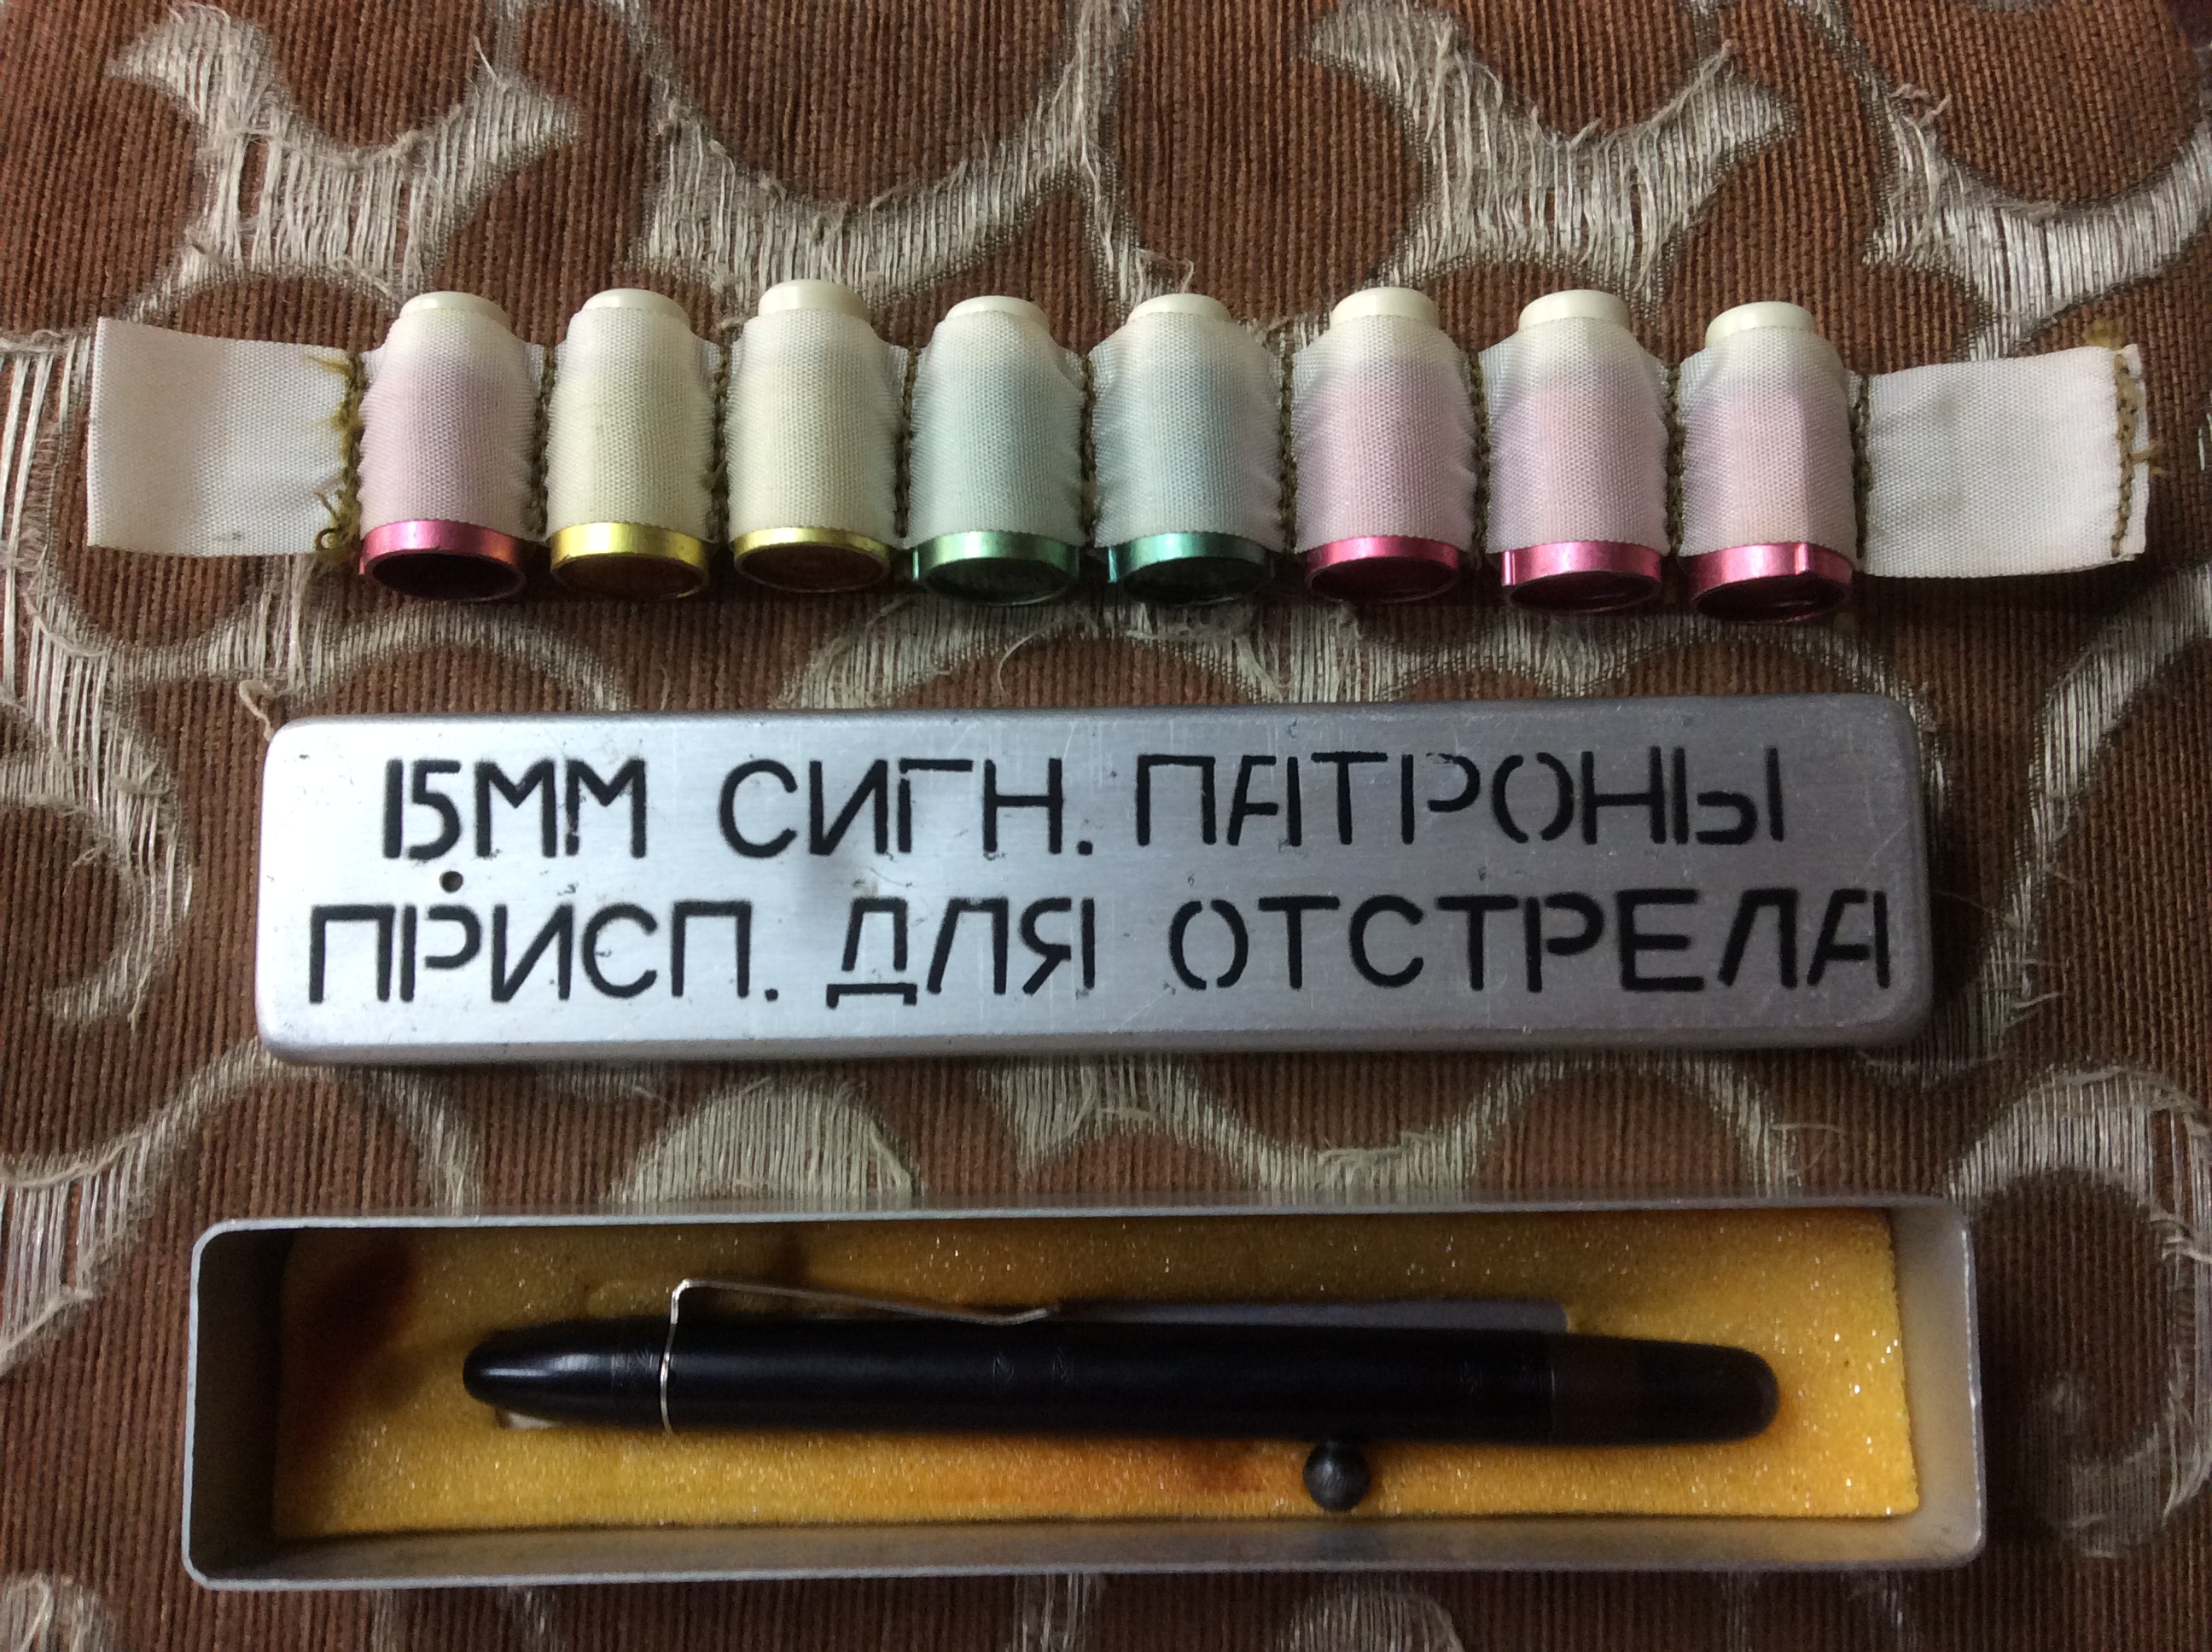 15ММ СИГН. ПАТРОНЫ
ПРИСП. ДЛЯ ОТСТРЕЛА